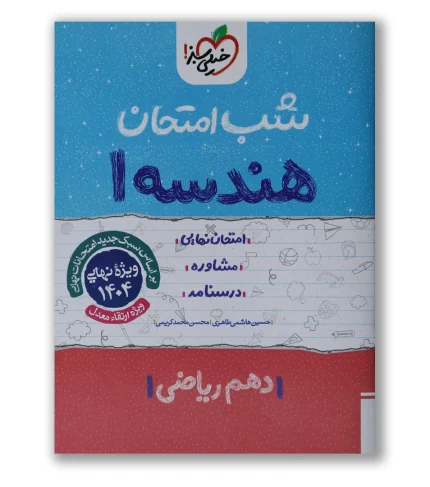 خیلی سبز!
شب امتحان
هندسه ۱
امتحان نهایی
مشاوره
درسنامه
حسین هاشمی طاهری | محسن محمدکریمی
بر اساس سبک جدید امتحانات نهایی
ویژه نهایی
۱۴۰۴
ویژه ارتقاء معدل
دهم ریاضی